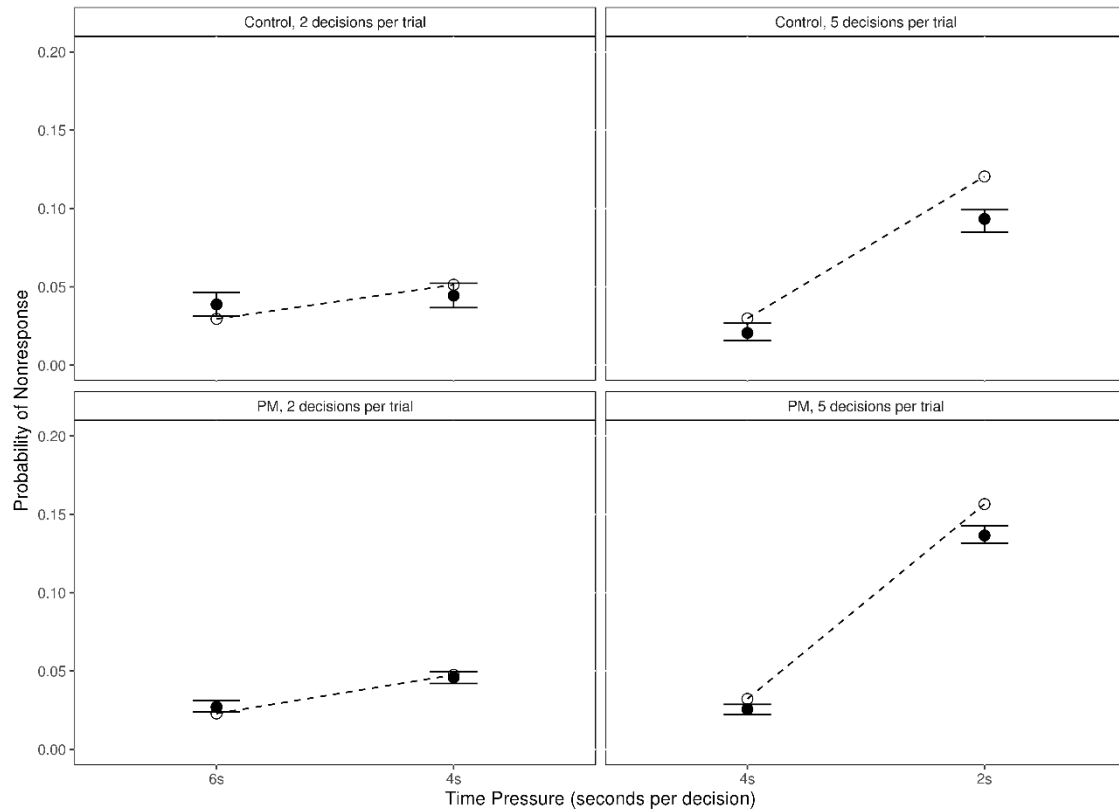 Control, 2 decisions per trial
Control, 5 decisions per trial
0.20
0.15
0.10
0.05
0.00
PM, 2 decisions per trial
PM, 5 decisions per trial
0.20
0.15
0.10
0.05
0.00
Probability of Nonresponse
6s
4s
4s
2s
Time Pressure (seconds per decision)